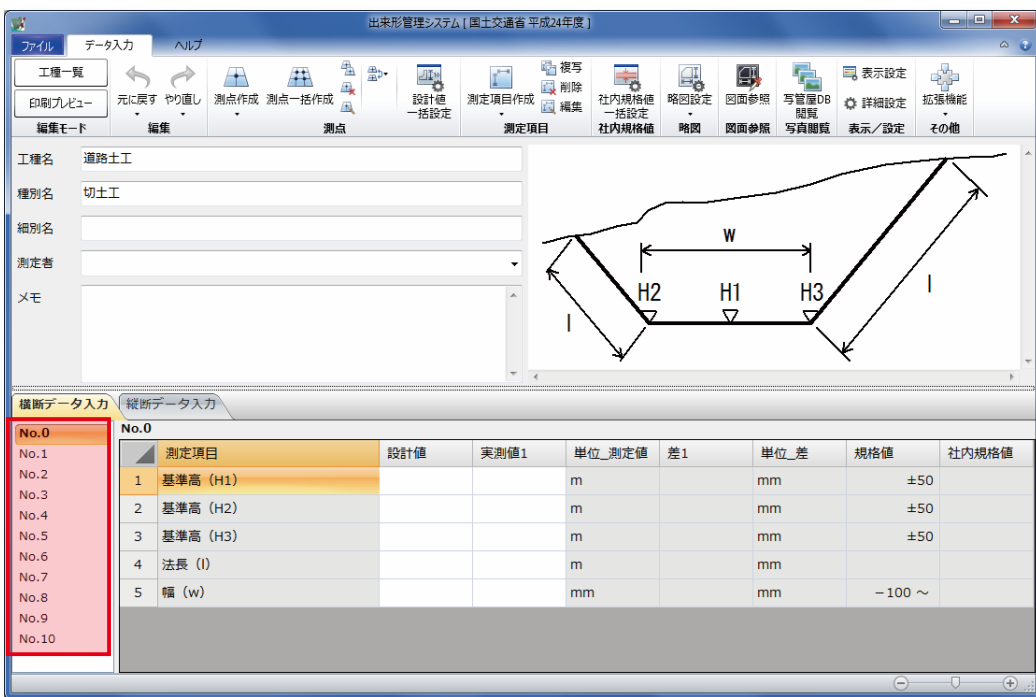 出来形管理システム [ 国土交通省 平成24年度 ]
ファイル データ入力 ヘルプ
工種一覧
印刷プレビュー
編集モード
元に戻す やり直し
編集
測点作成 測点一括作成
測点
設計値
一括設定
測定項目作成
複写
削除
編集
測定項目
社内規格値
一括設定
社内規格値
略図設定
略図
図面参照
図面参照
写管屋DB
閲覧
写真閲覧
表示設定
詳細設定
表示/設定
拡張機能
その他
工種名 道路土工
種別名 切土工
細別名
測定者
メモ
W
H2 H1 H3
l
l
横断データ入力 縦断データ入力
No.0
No.1
No.2
No.3
No.4
No.5
No.6
No.7
No.8
No.9
No.10
No.0
測定項目 設計値 実測値1 単位_測定値 差1 単位_差 規格値 社内規格値
1 基準高(H1) m mm ±50
2 基準高(H2) m mm ±50
3 基準高(H3) m mm ±50
4 法長(l) m mm
5 幅(w) mm mm −100 ～